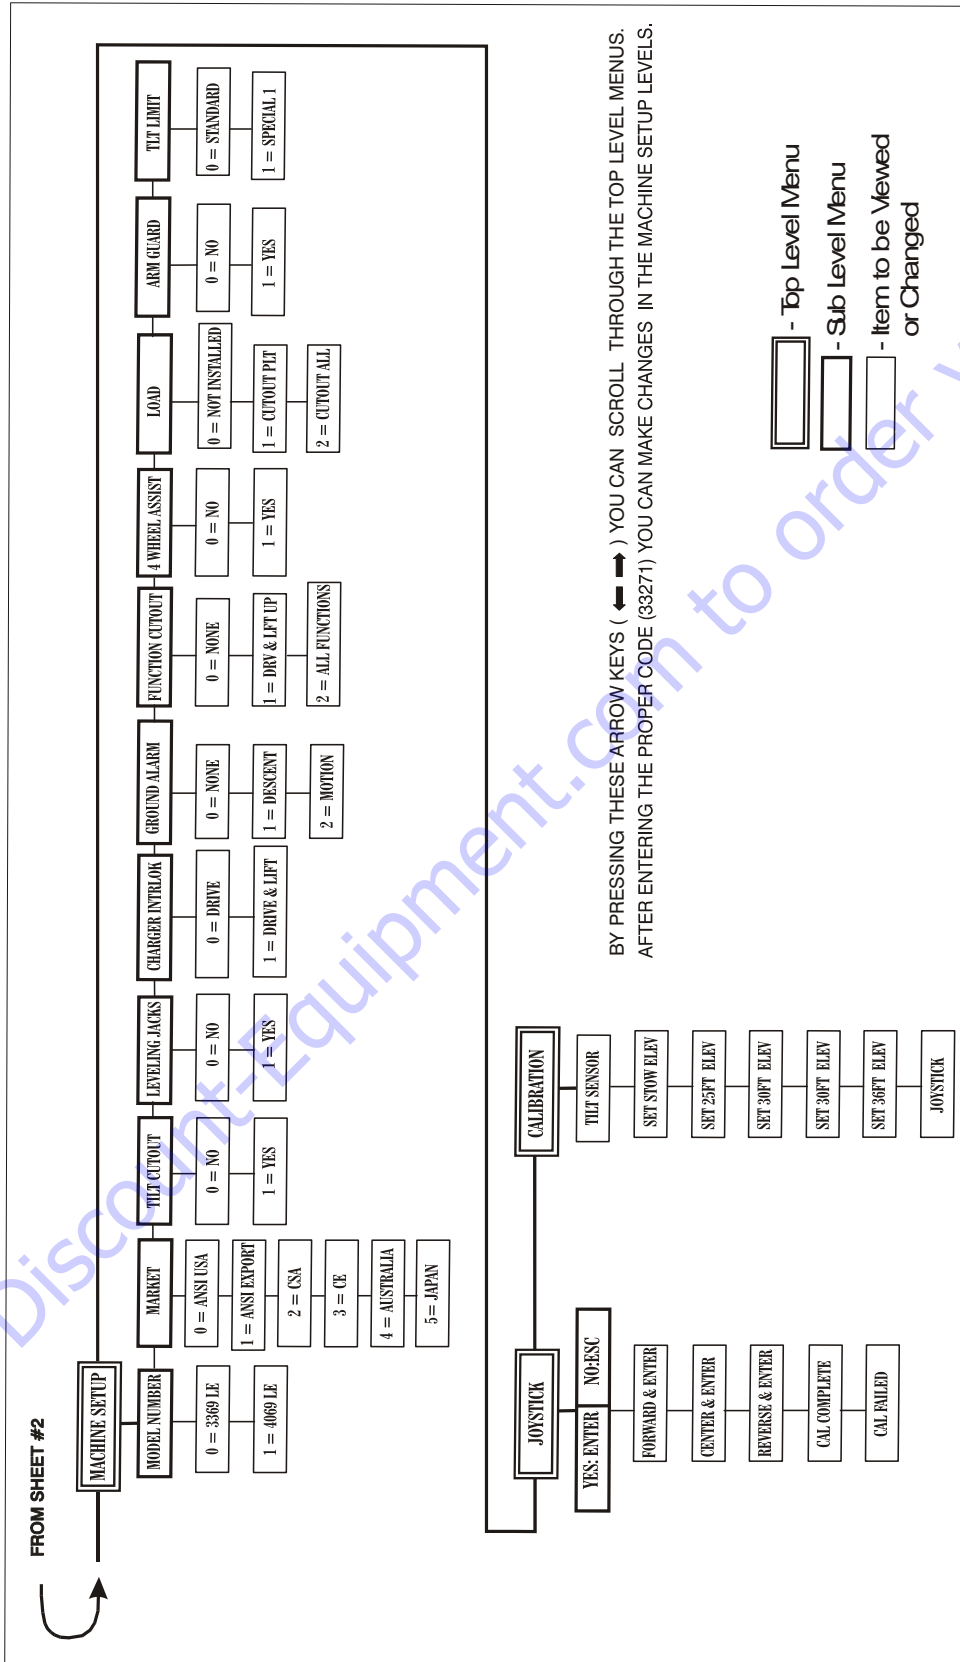 FROM SHEET #2
MACHINE SETUP
MODEL NUMBER
0 = 3369 LE
1 = 4069 LE
MARKET
0 = ANSI USA
1 = ANSI EXPORT
2 = CSA
3 = CE
4 = AUSTRALIA
5 = JAPAN
TILT CUTOUT
0 = NO
1 = YES
LEVELING JACKS
0 = NO
1 = YES
CHARGER INTRLOK
0 = DRIVE
1 = DRIVE & LIFT
GROUND ALARM
0 = NONE
1 = DESCENT
2 = MOTION
FUNCTION CUTOUT
0 = NONE
1 = DRV & LFT UP
2 = ALL FUNCTIONS
4 WHEEL ASSIST
0 = NO
1 = YES
LOAD
0 = NOT INSTALLED
1 = CUTOUT PLT
2 = CUTOUT ALL
ARM GUARD
0 = NO
1 = YES
TLT LIMIT
0 = STANDARD
1 = SPECIAL 1
JOYSTICK
YES: ENTER NO:ESC
FORWARD & ENTER
CENTER & ENTER
REVERSE & ENTER
CAL COMPLETE
CAL FAILED
CALIBRATION
TILT SENSOR
SET STOW ELEV
SET 25FT ELEV
SET 30FT ELEV
SET 30FT ELEV
SET 36FT ELEV
JOYSTICK
BY PRESSING THESE ARROW KEYS ( ⬅ ➡ ) YOU CAN SCROLL THROUGH THE TOP LEVEL MENUS.
AFTER ENTERING THE PROPER CODE (33271) YOU CAN MAKE CHANGES IN THE MACHINE SETUP LEVELS.
- Top Level Menu
- Sub Level Menu
- Item to be Viewed
or Changed
Discount-Equipment.com to order